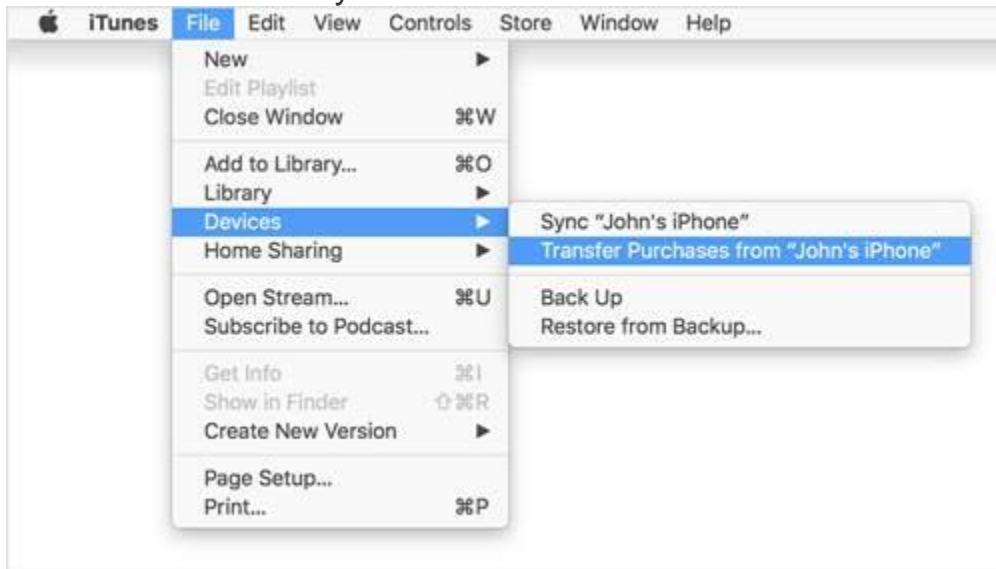 iTunes File Edit View Controls Store Window Help
New ▶
Edit Playlist
Close Window ⌘W
Add to Library... ⌘O
Library ▶
Devices ▶
Home Sharing ▶
Open Stream... ⌘U
Subscribe to Podcast...
Get Info ⌘I
Show in Finder ⇧⌘R
Create New Version ▶
Page Setup...
Print... ⌘P
Sync “John's iPhone”
Transfer Purchases from “John's iPhone”
Back Up
Restore from Backup...